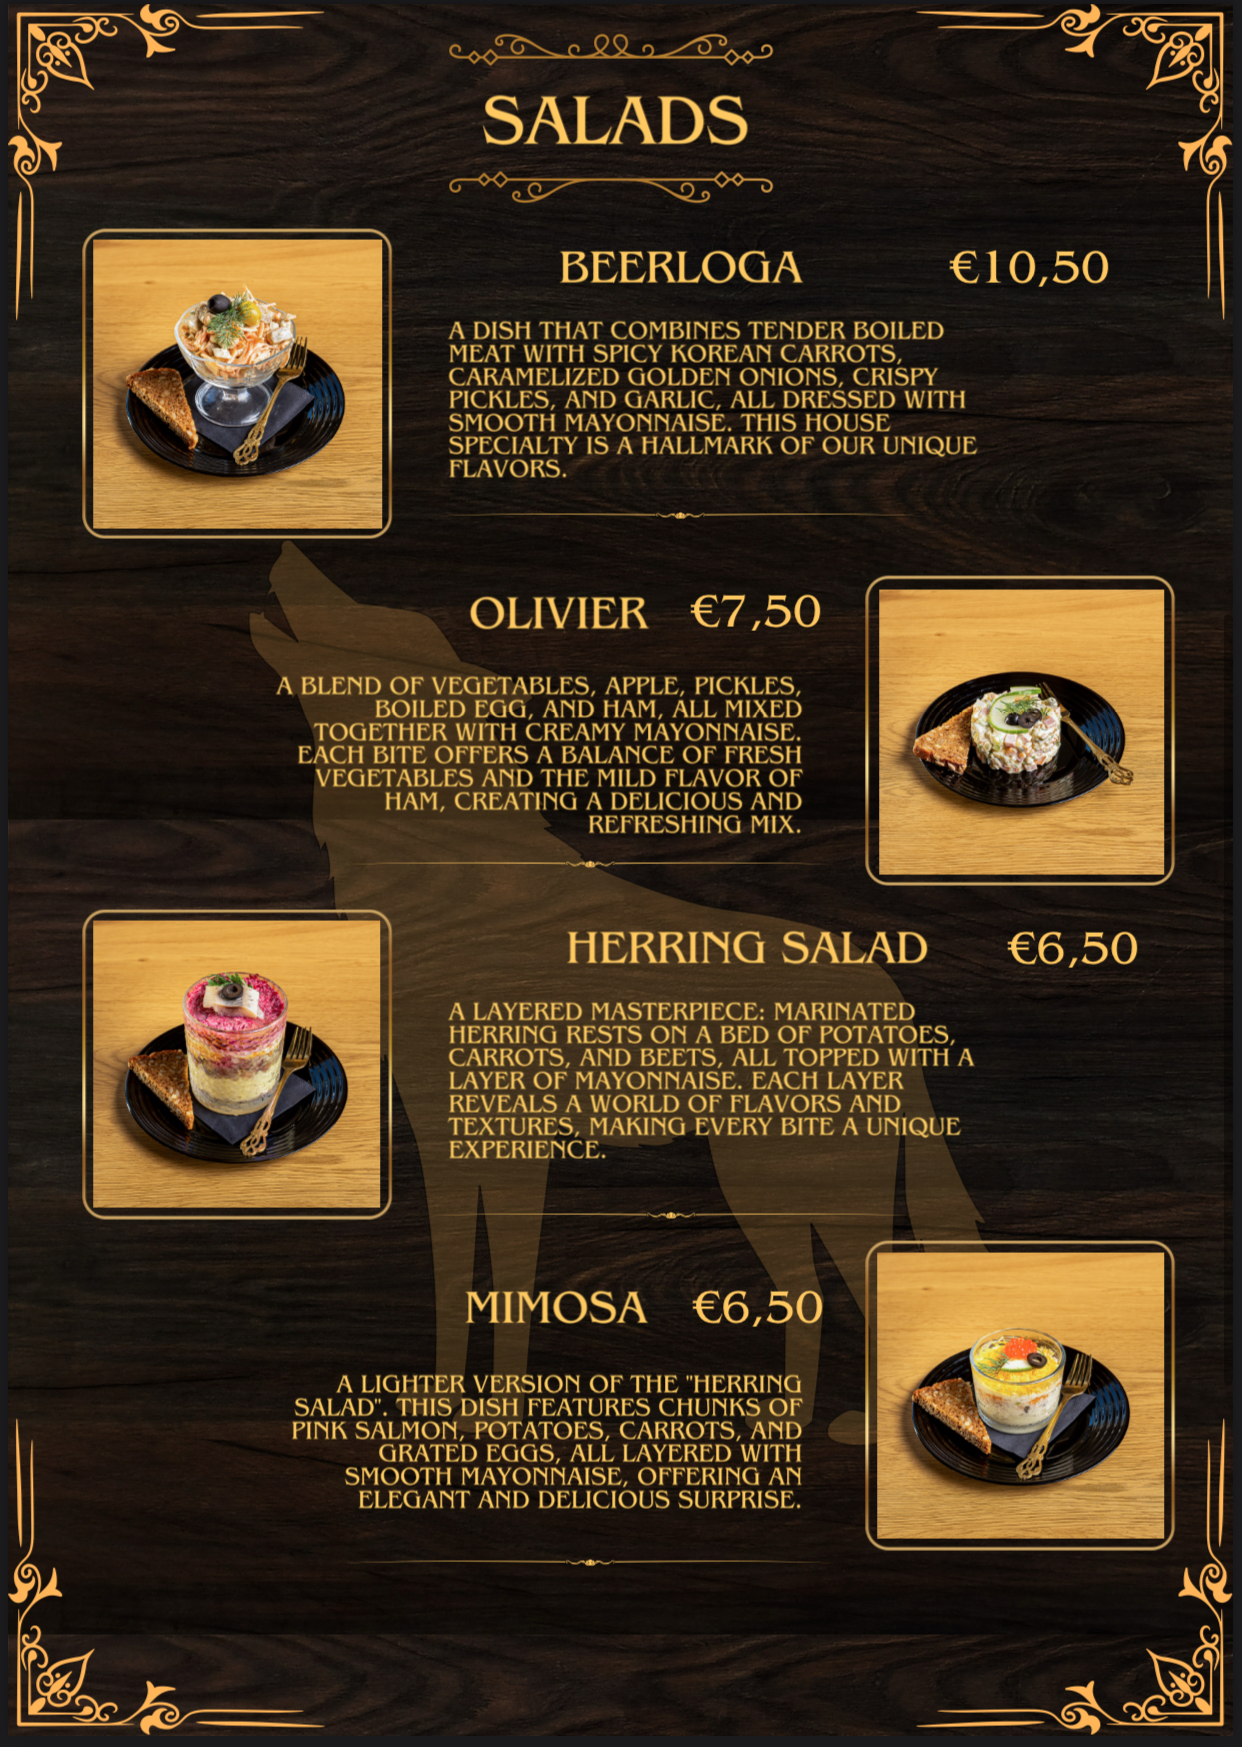 SALADS
BEERLOGA €10,50
A DISH THAT COMBINES TENDER BOILED
MEAT WITH SPICY KOREAN CARROTS,
CARAMELIZED GOLDEN ONIONS, CRISPY
PICKLES, AND GARLIC, ALL DRESSED WITH
SMOOTH MAYONNAISE. THIS HOUSE
SPECIALTY IS A HALLMARK OF OUR UNIQUE
FLAVORS.
OLIVIER €7,50
A BLEND OF VEGETABLES, APPLE, PICKLES,
BOILED EGG, AND HAM, ALL MIXED
TOGETHER WITH CREAMY MAYONNAISE.
EACH BITE OFFERS A BALANCE OF FRESH
VEGETABLES AND THE MILD FLAVOR OF
HAM, CREATING A DELICIOUS AND
REFRESHING MIX.
HERRING SALAD €6,50
A LAYERED MASTERPIECE: MARINATED
HERRING RESTS ON A BED OF POTATOES,
CARROTS, AND BEETS, ALL TOPPED WITH A
LAYER OF MAYONNAISE. EACH LAYER
REVEALS A WORLD OF FLAVORS AND
TEXTURES, MAKING EVERY BITE A UNIQUE
EXPERIENCE.
MIMOSA €6,50
A LIGHTER VERSION OF THE "HERRING
SALAD". THIS DISH FEATURES CHUNKS OF
PINK SALMON, POTATOES, CARROTS, AND
GRATED EGGS, ALL LAYERED WITH
SMOOTH MAYONNAISE, OFFERING AN
ELEGANT AND DELICIOUS SURPRISE.